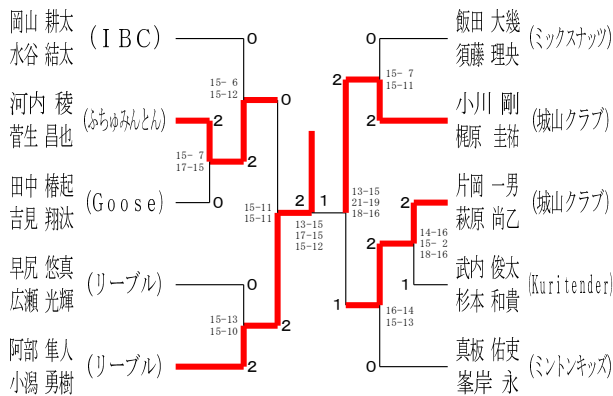 岡山 耕太
水谷 結太
(ＩＢＣ)
0
15- 6
15-12
河内 稜
菅生 昌也
(ふちゅみんとん)
2
15- 7
17-15
2
0
田中 椿起
吉見 翔汰
(Ｇｏｏｓｅ)
0
15-11
15-11
早尻 悠真
広瀬 光輝
(リーブル)
0
15-13
15-10
2
阿部 隼人
小潟 勇樹
(リーブル)
2
2
1
13-15
17-15
15-12
飯田 大幾
須藤 理央
(ミックスナッツ)
0
15- 7
15-11
2
小川 剛
梶原 圭祐
(城山クラブ)
2
13-15
21-19
18-16
片岡 一男
萩原 尚乙
(城山クラブ)
2
14-16
15- 2
18-16
2
武内 俊太
杉本 和貴
(Kuritender)
1
1
16-14
15-13
真板 佑吏
峯岸 永
(ミントンキッズ)
0